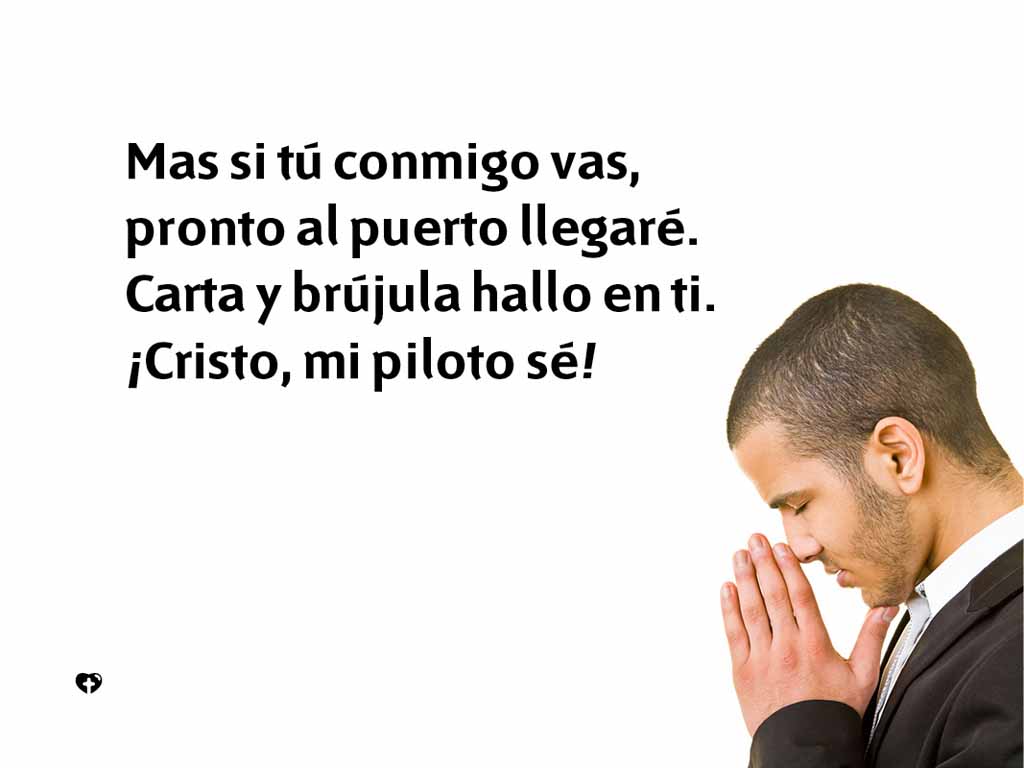 Mas si tú conmigo vas,
pronto al puerto llegaré.
Carta y brújula hallo en ti.
¡Cristo, mi piloto sé!